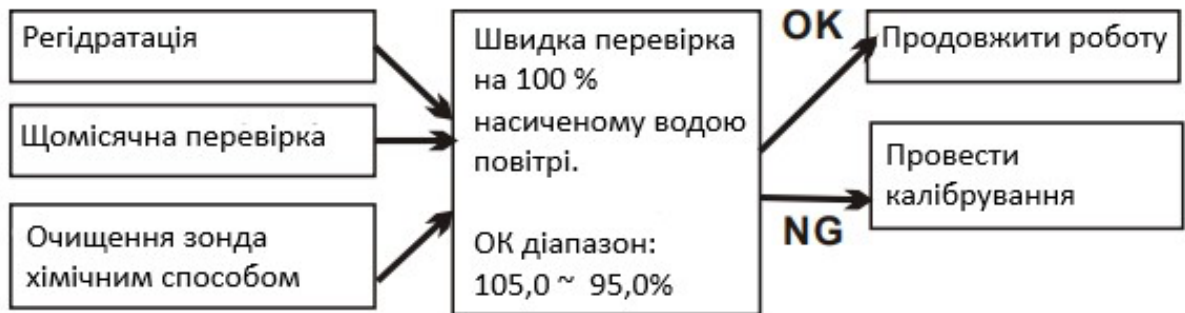 Регідратація
Щомісячна перевірка
Очищення зонда
хімічним способом
Швидка перевірка
на 100 %
насиченому водою
повітрі.
ОК діапазон:
105,0 ~ 95,0%
OK
Продовжити роботу
NG
Провести
калібрування